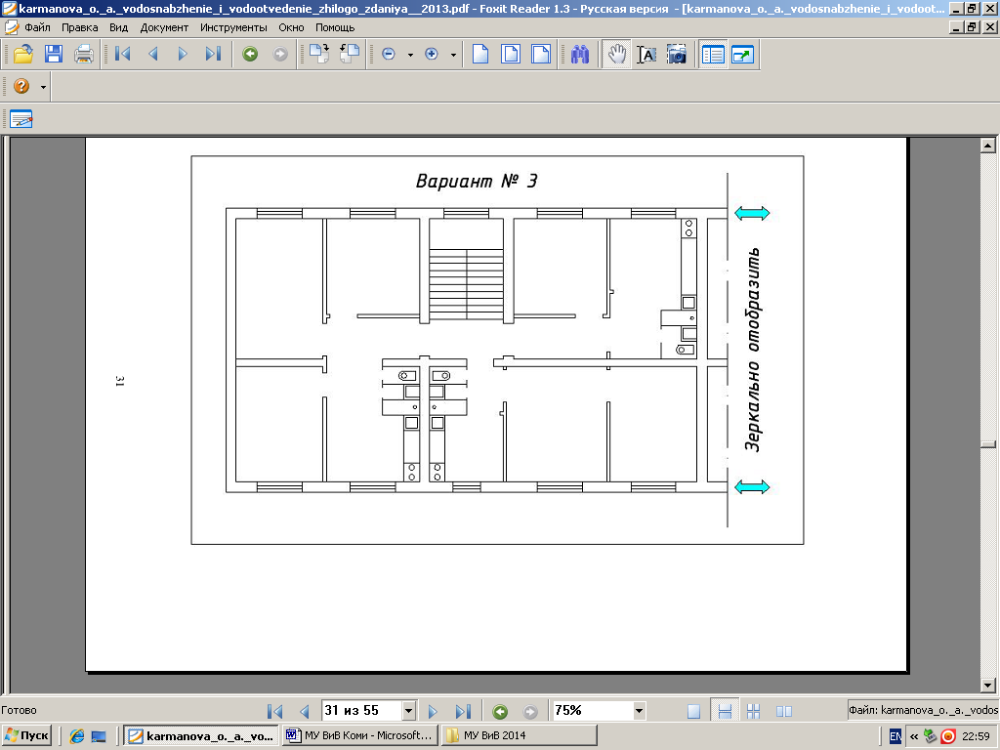 karmanova_o._a._vodosnabzhenie_i_vodootvedenie_zhilogo_zdaniya__2013.pdf - Foxit Reader 1.3 - Русская версия - [karmanova_o._a._vodosnabzhenie_i_vodoot...
Файл Правка Вид Документ Инструменты Окно Помощь
Вариант № 3
Зеркально отобразить
31
Готово
31 из 55
75%
Файл: karmanova_o._a._vodos
Пуск
karmanova_o._a._vo...
МУ ВиВ Коми - Microsoft...
МУ ВиВ 2014
EN
22:59